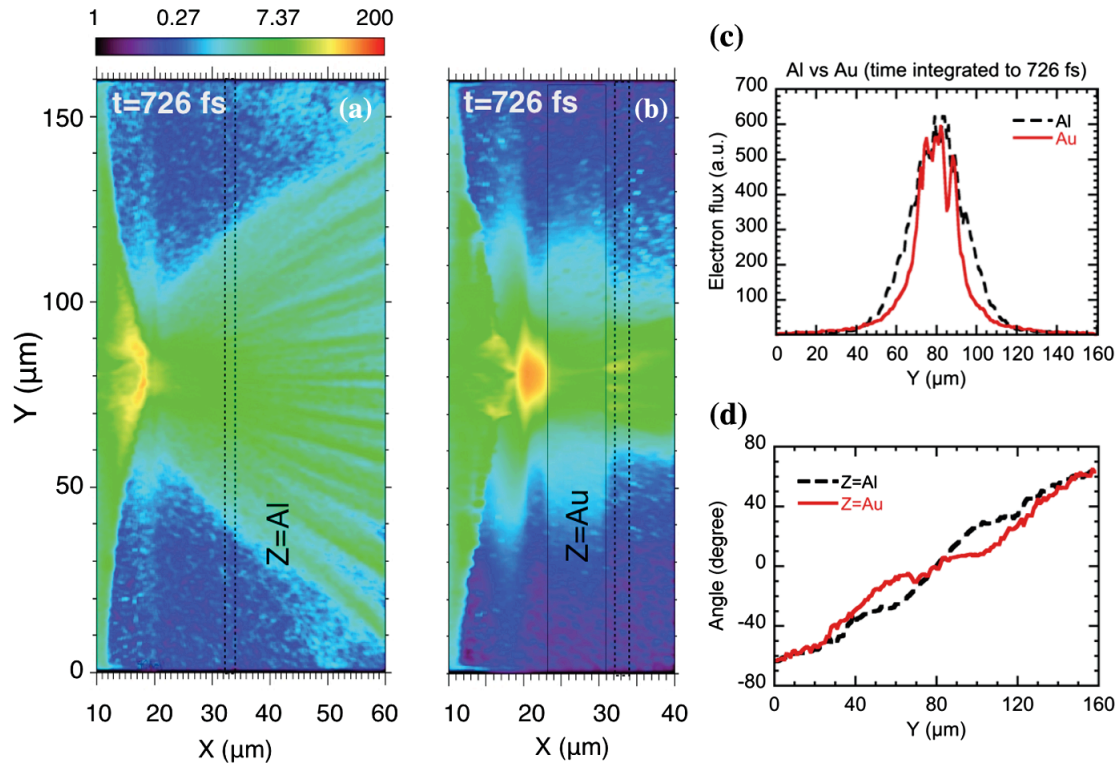 1 0.27 7.37 200
t=726 fs (a)
150
100
50
0
Y (μm)
Z=Al
10 20 30 40 50 60
X (μm)
t=726 fs (b)
Z=Au
10 20 30 40
X (μm)
(c)
Al vs Au (time integrated to 726 fs)
700
600
500
400
300
200
100
Electron flux (a.u.)
Al
Au
0 20 40 60 80 100 120 140 160
Y (μm)
(d)
80
40
0
-40
-80
Angle (degree)
Z=Al
Z=Au
0 40 80 120 160
Y (μm)